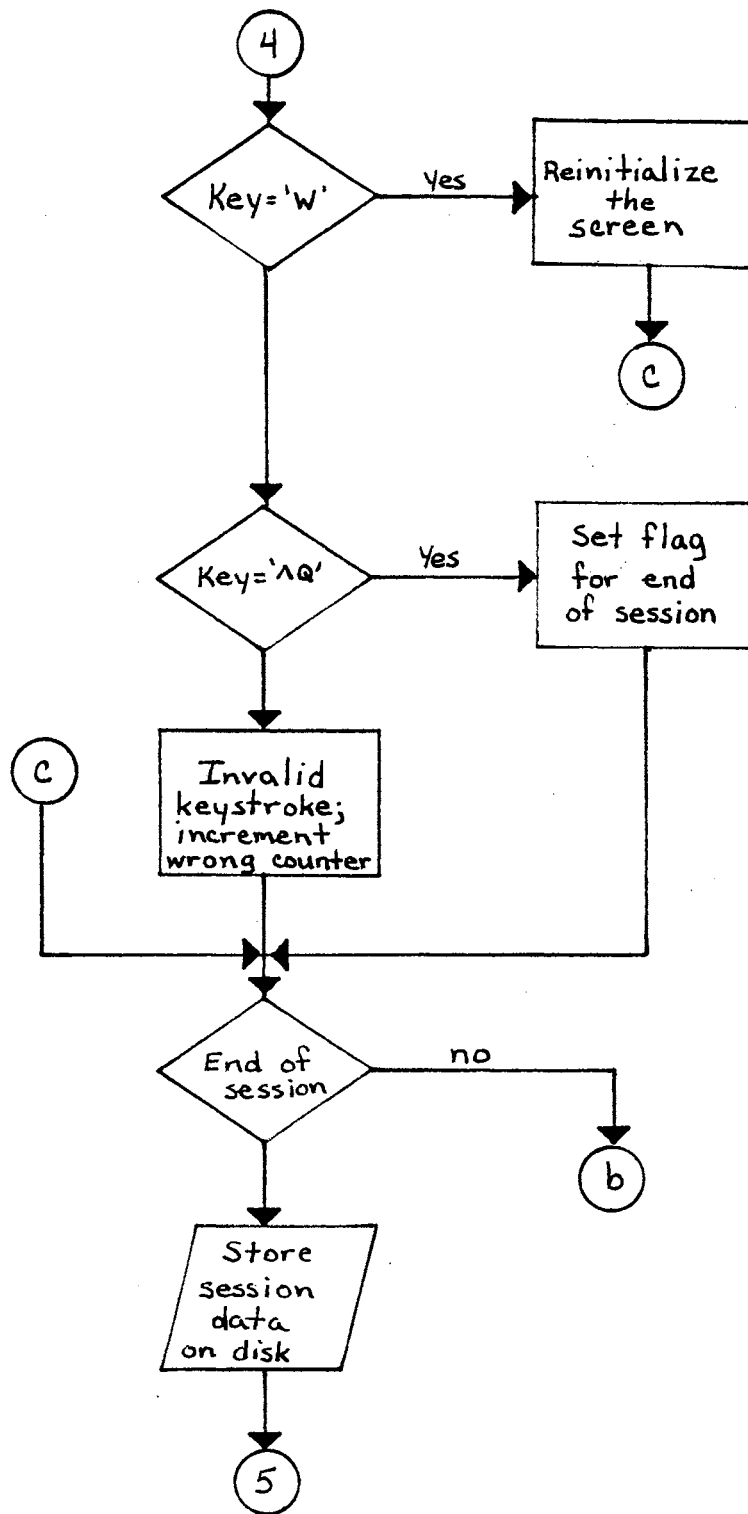 4
Key='W'
Yes
Reinitialize
the
screen
C
Key='^Q'
Yes
Set flag
for end
of session
C
Invalid
keystroke;
increment
wrong counter
End of
session
no
b
Store
session
data
on disk
5